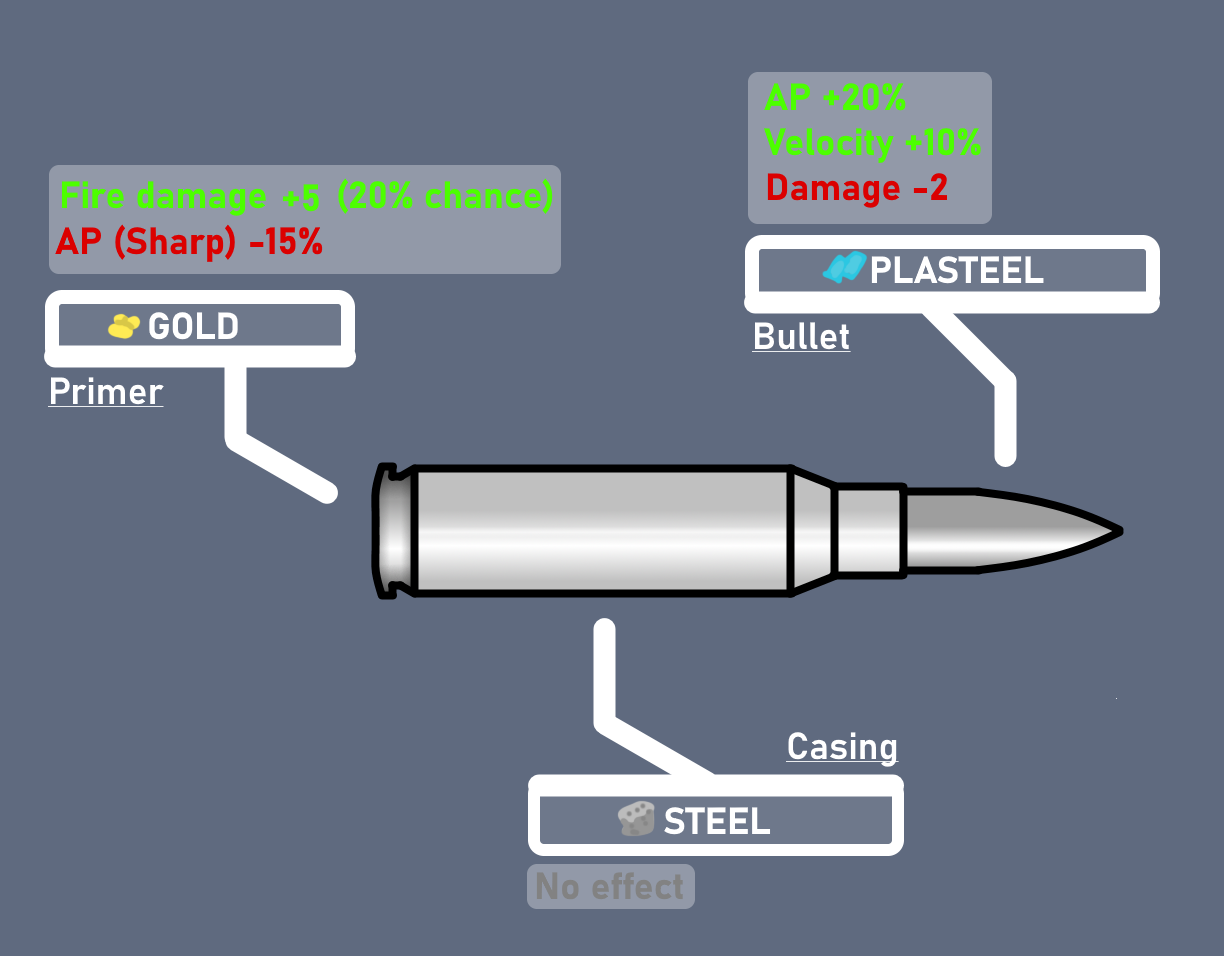 AP +20%
Velocity +10%
Damage -2
PLASTEEL
Bullet
Fire damage +5 (20% chance)
AP (Sharp) -15%
GOLD
Primer
Casing
STEEL
No effect